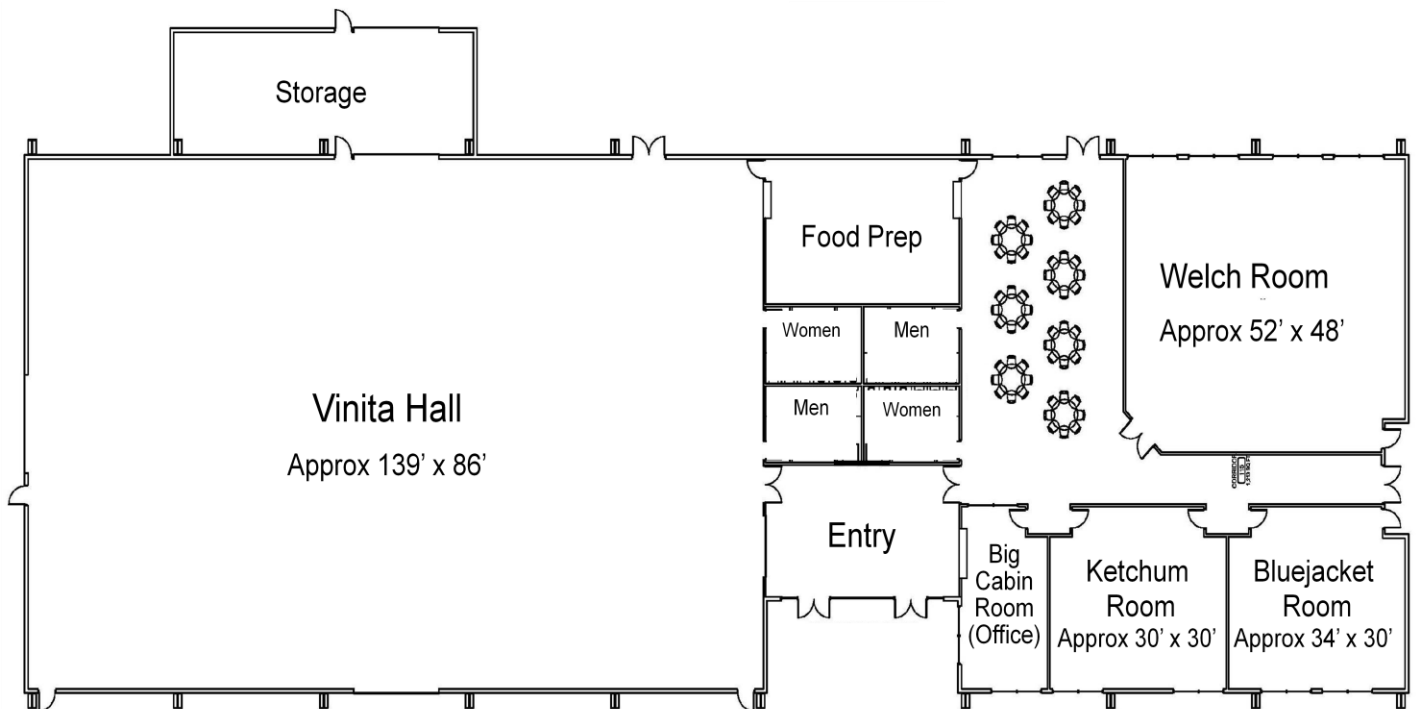 Storage
Food Prep
Welch Room
Approx 52’ x 48’
Women
Men
Men
Women
Vinita Hall
Approx 139’ x 86’
Entry
Big
Cabin
Room
(Office)
Ketchum
Room
Approx 30’ x 30’
Bluejacket
Room
Approx 34’ x 30’